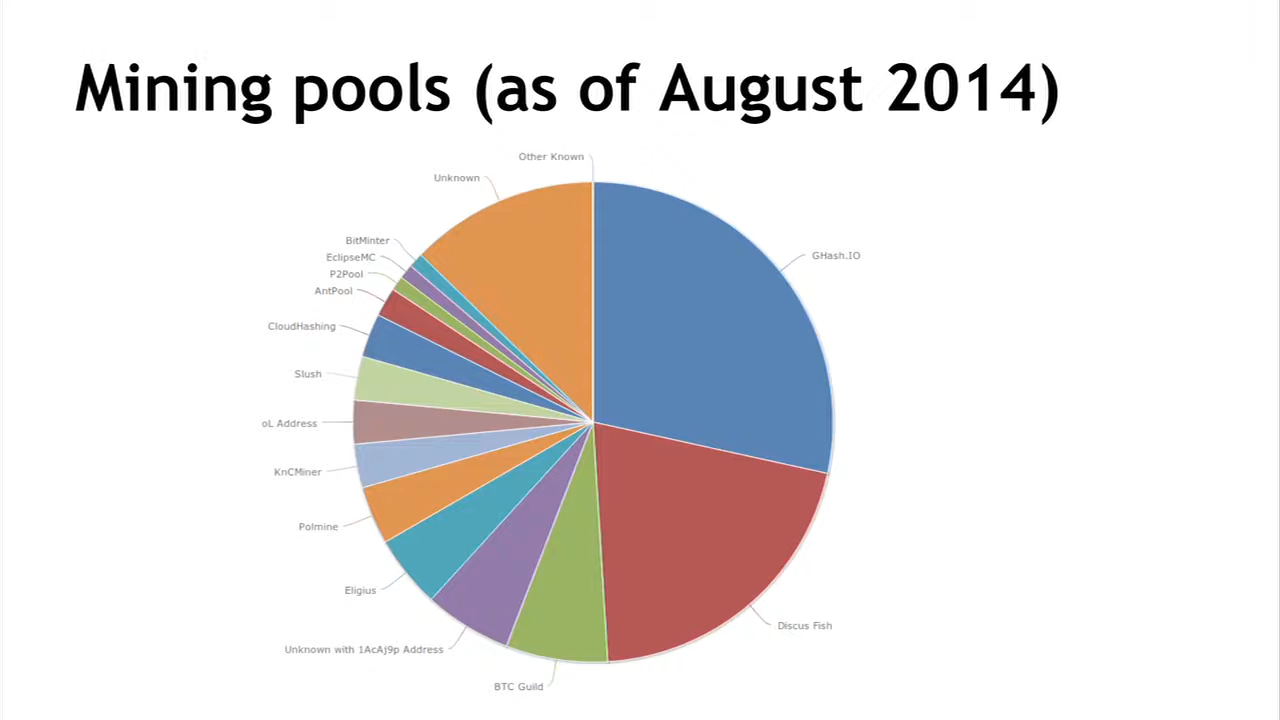 Mining pools (as of August 2014)
Other Known
Unknown
BitMinter
GHash.IO
EclipseMC
P2Pool
AntPool
CloudHashing
Slush
oL Address
KnCMiner
Polmine
Eligius
Discus Fish
Unknown with 1AcAj9p Address
BTC Guild